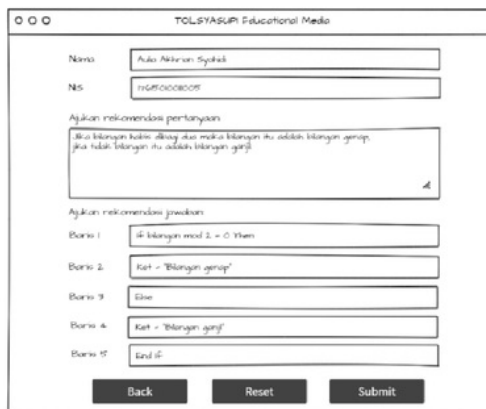 TOLSYASUPI Educational Media
Nama Aulia Akhrian Syahidi
NIS
Ajukan rekomendasi pertanyaan
Jika bilangan habis dibagi dua maka bilangan itu adalah bilangan genap,
jika tidak bilangan itu adalah bilangan ganjil
Ajukan rekomendasi jawaban
Baris 1 If bilangan mod 2 = 0 Then
Baris 2 Ket = "Bilangan genap"
Baris 3 Else
Baris 4 Ket = "Bilangan ganjil"
Baris 5 End If
Back Reset Submit